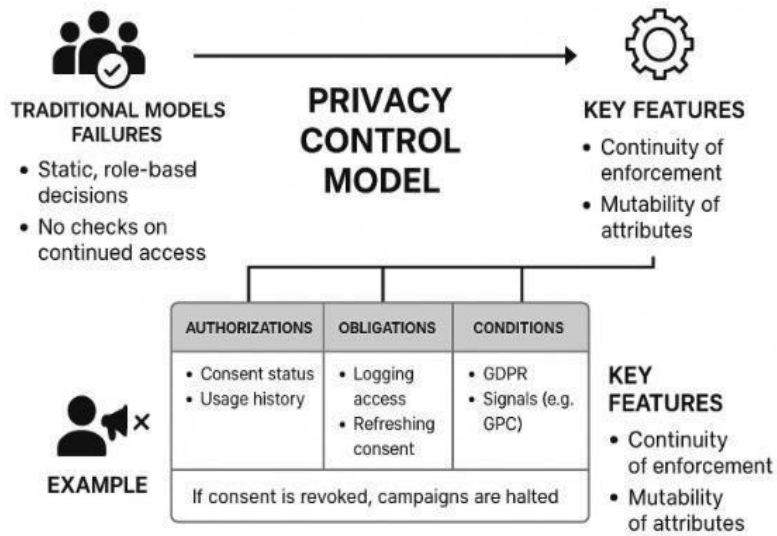 TRADITIONAL MODELS
FAILURES
• Static, role-based
decisions
• No checks on
continued access
PRIVACY
CONTROL
MODEL
KEY FEATURES
• Continuity of
enforcement
• Mutability of
attributes
AUTHORIZATIONS
• Consent status
• Usage history
OBLIGATIONS
• Logging
access
• Refreshing
consent
CONDITIONS
• GDPR
• Signals (e.g.
GPC)
If consent is revoked, campaigns are halted
EXAMPLE
KEY
FEATURES
• Continuity
of enforcement
• Mutability
of attributes